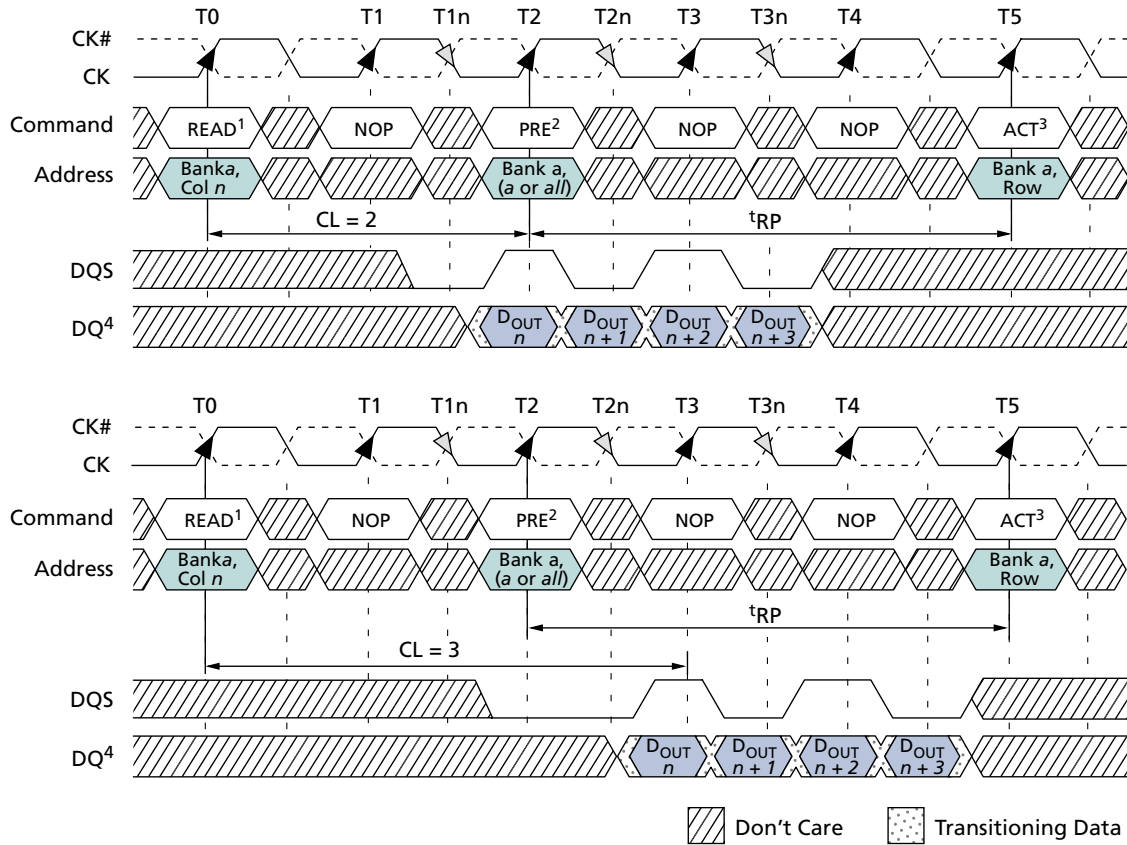 T0 T1 T1n T2 T2n T3 T3n T4 T5
CK#
CK
Command READ1 NOP PRE2 NOP NOP ACT3
Address Banka, Col n Bank a, (a or all) Bank a, Row
CL = 2 tRP
DQS
DQ4 DOUT n DOUT n + 1 DOUT n + 2 DOUT n + 3
T0 T1 T1n T2 T2n T3 T3n T4 T5
CK#
CK
Command READ1 NOP PRE2 NOP NOP ACT3
Address Banka, Col n Bank a, (a or all) Bank a, Row
tRP
CL = 3
DQS
DQ4 DOUT n DOUT n + 1 DOUT n + 2 DOUT n + 3
Don't Care Transitioning Data